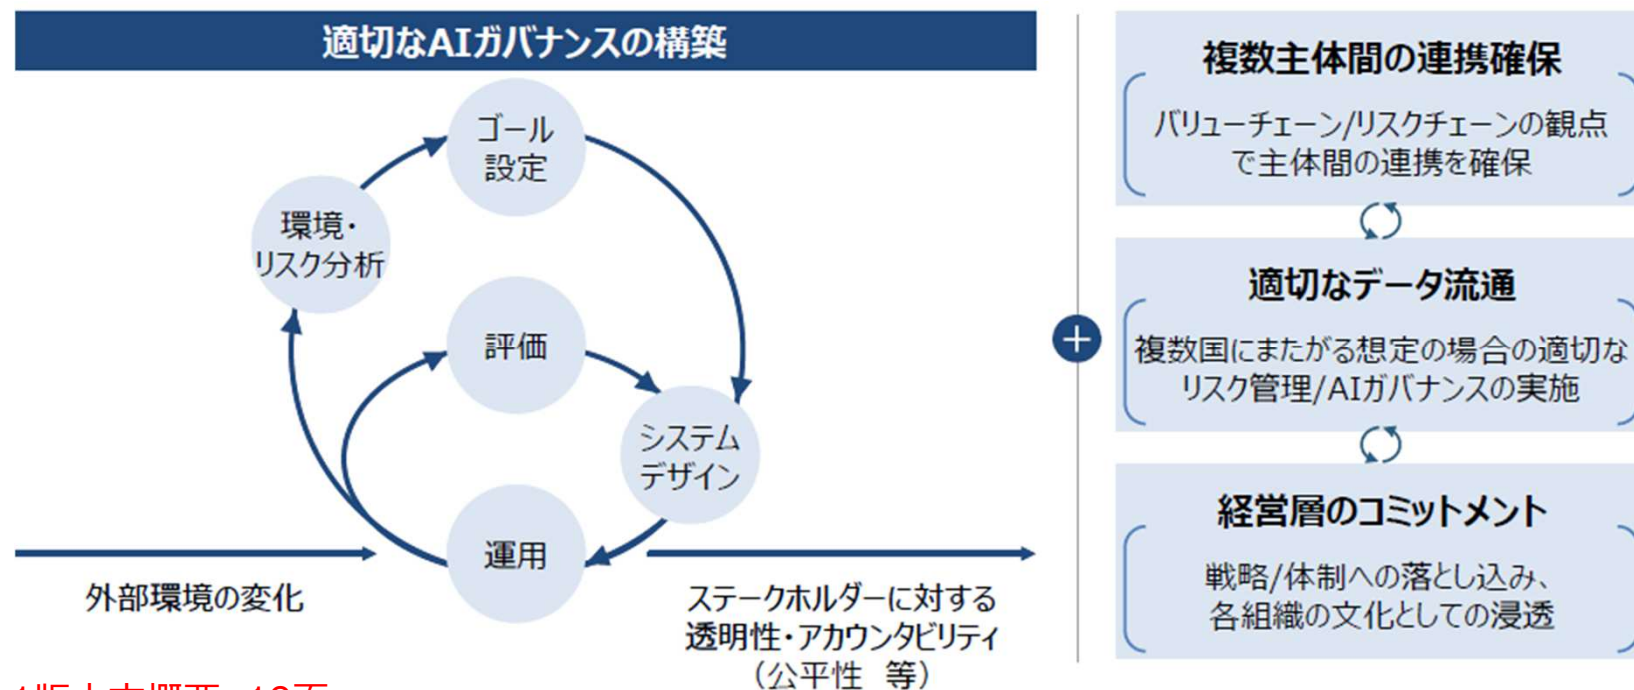 適切なAIガバナンスの構築
ゴール
設定
環境・
リスク分析
評価
システム
デザイン
運用
外部環境の変化
ステークホルダーに対する
透明性・アカウンタビリティ
（公平性 等）
+
複数主体間の連携確保
バリューチェーン/リスクチェーンの観点
で主体間の連携を確保
適切なデータ流通
複数国にまたがる想定の場合の適切な
リスク管理/AIガバナンスの実施
経営層のコミットメント
戦略/体制への落とし込み、
各組織の文化としての浸透